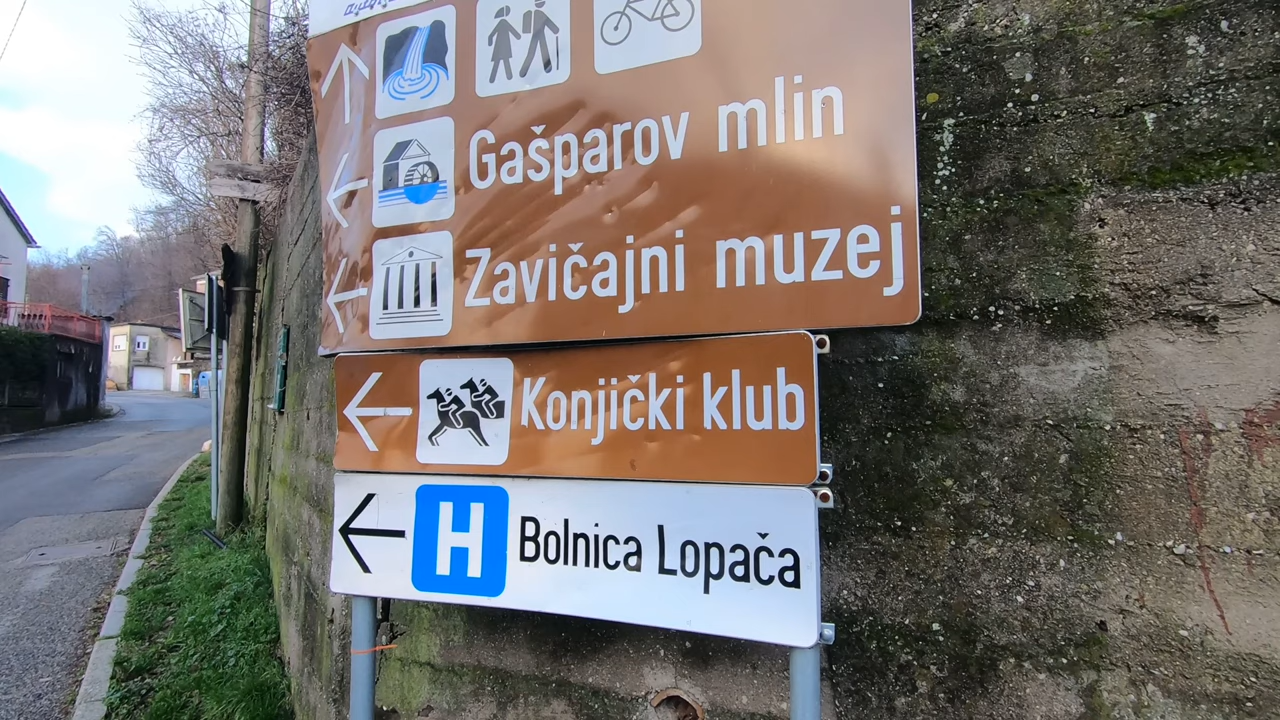 Gašparov mlin
Zavičajni muzej
Konjički klub
H Bolnica Lopača